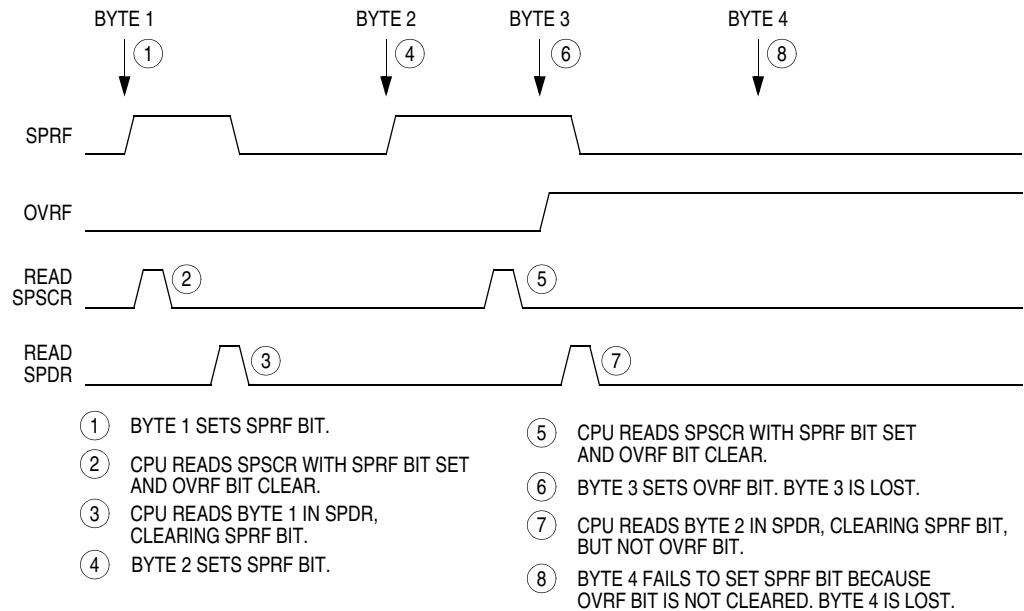 BYTE 1 BYTE 2 BYTE 3 BYTE 4
1 4 6 8
SPRF
OVRF
READ
SPSCR
2 5
READ
SPDR
3 7
1 BYTE 1 SETS SPRF BIT.
2 CPU READS SPSCR WITH SPRF BIT SET
AND OVRF BIT CLEAR.
3 CPU READS BYTE 1 IN SPDR,
CLEARING SPRF BIT.
4 BYTE 2 SETS SPRF BIT.
5 CPU READS SPSCR WITH SPRF BIT SET
AND OVRF BIT CLEAR.
6 BYTE 3 SETS OVRF BIT. BYTE 3 IS LOST.
7 CPU READS BYTE 2 IN SPDR, CLEARING SPRF BIT,
BUT NOT OVRF BIT.
8 BYTE 4 FAILS TO SET SPRF BIT BECAUSE
OVRF BIT IS NOT CLEARED. BYTE 4 IS LOST.